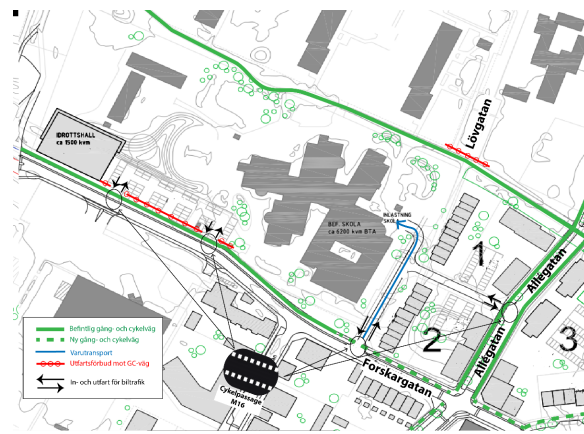 Lövgatan
IDROTTSHALL
ca 1500 kvm
INLASTNING
SKOLA
BEF. SKOLA
ca 6200 kvm BTA
1
Allégatan
Allégatan
2
3
Forskargatan
Befintlig gång- och cykelväg
Ny gång- och cykelväg
Varutransport
Utfartsförbud mot GC-väg
In- och utfart för biltrafik
Cykelpassage
M16